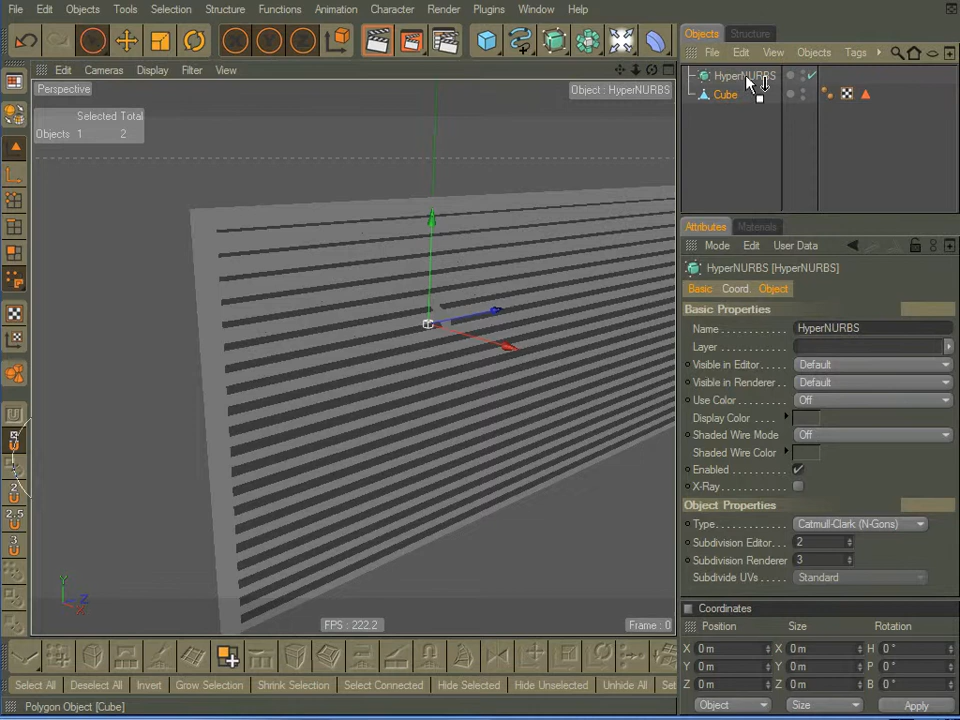 File Edit Objects Tools Selection Structure Functions Animation Character Render Plugins Window Help
X Y Z
Objects Structure
File Edit View Objects Tags
HyperNURBS
Cube
Edit Cameras Display Filter View
Perspective
Object : HyperNURBS
Selected Total
Objects 1 2
Y
Z
X
FPS : 222.2
Frame : 0
2
2.5
3
Attributes Materials
Mode Edit User Data
HyperNURBS [HyperNURBS]
Basic Coord. Object
Basic Properties
Name HyperNURBS
Layer
Visible in Editor Default
Visible in Renderer Default
Use Color Off
Display Color
Shaded Wire Mode Off
Shaded Wire Color
Enabled
X-Ray
Object Properties
Type Catmull-Clark (N-Gons)
Subdivision Editor 2
Subdivision Renderer 3
Subdivide UVs Standard
Coordinates
Position Size Rotation
X 0 m X 0 m H 0 °
Y 0 m Y 0 m P 0 °
Z 0 m Z 0 m B 0 °
Object Size Apply
Select All Deselect All Invert Grow Selection Shrink Selection Select Connected Hide Selected Hide Unselected Unhide All
Polygon Object [Cube]